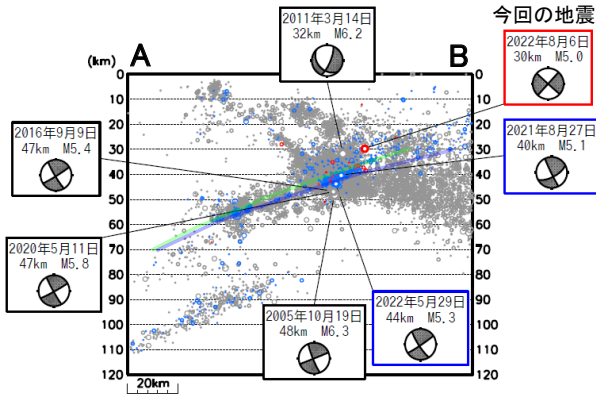 今回の地震
2011年3月14日
32km M6.2
2022年8月6日
30km M5.0
(km)
A
B
0
10
20
30
40
50
60
70
80
90
100
110
120
0
10
20
30
40
50
60
70
80
90
100
110
120
2016年9月9日
47km M5.4
2021年8月27日
40km M5.1
2020年5月11日
47km M5.8
2005年10月19日
48km M6.3
2022年5月29日
44km M5.3
20km